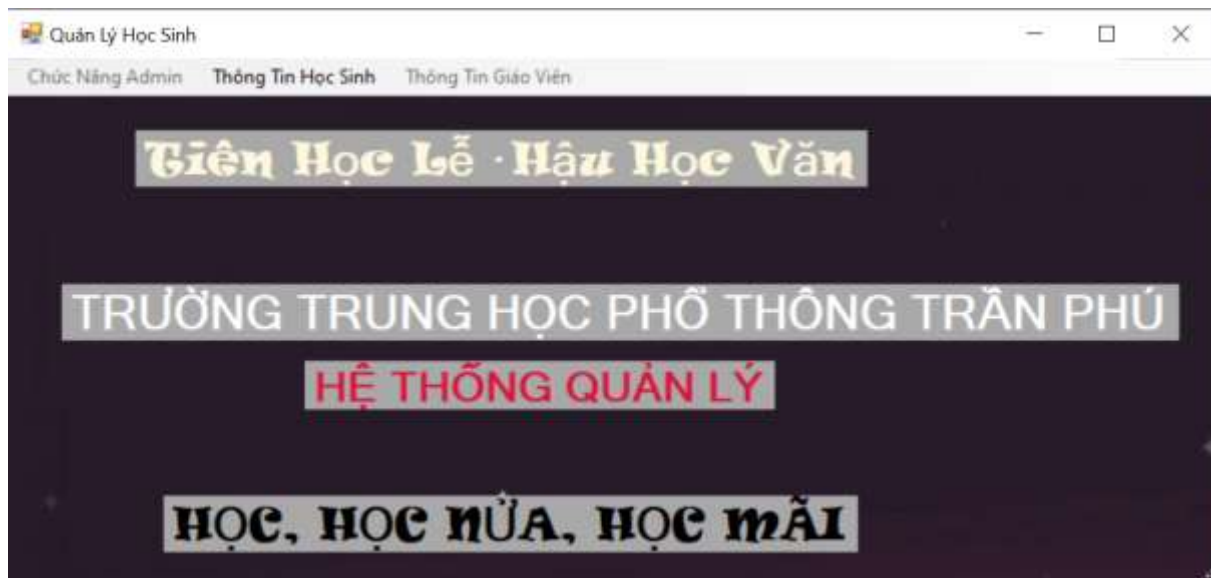 Quản Lý Học Sinh
Chức Năng Admin Thông Tin Học Sinh Thông Tin Giáo Viên
Tiên Học Lễ - Hậu Học Văn
TRƯỜNG TRUNG HỌC PHỔ THÔNG TRẦN PHÚ
HỆ THỐNG QUẢN LÝ
HỌC, HỌC NỬA, HỌC MÃI